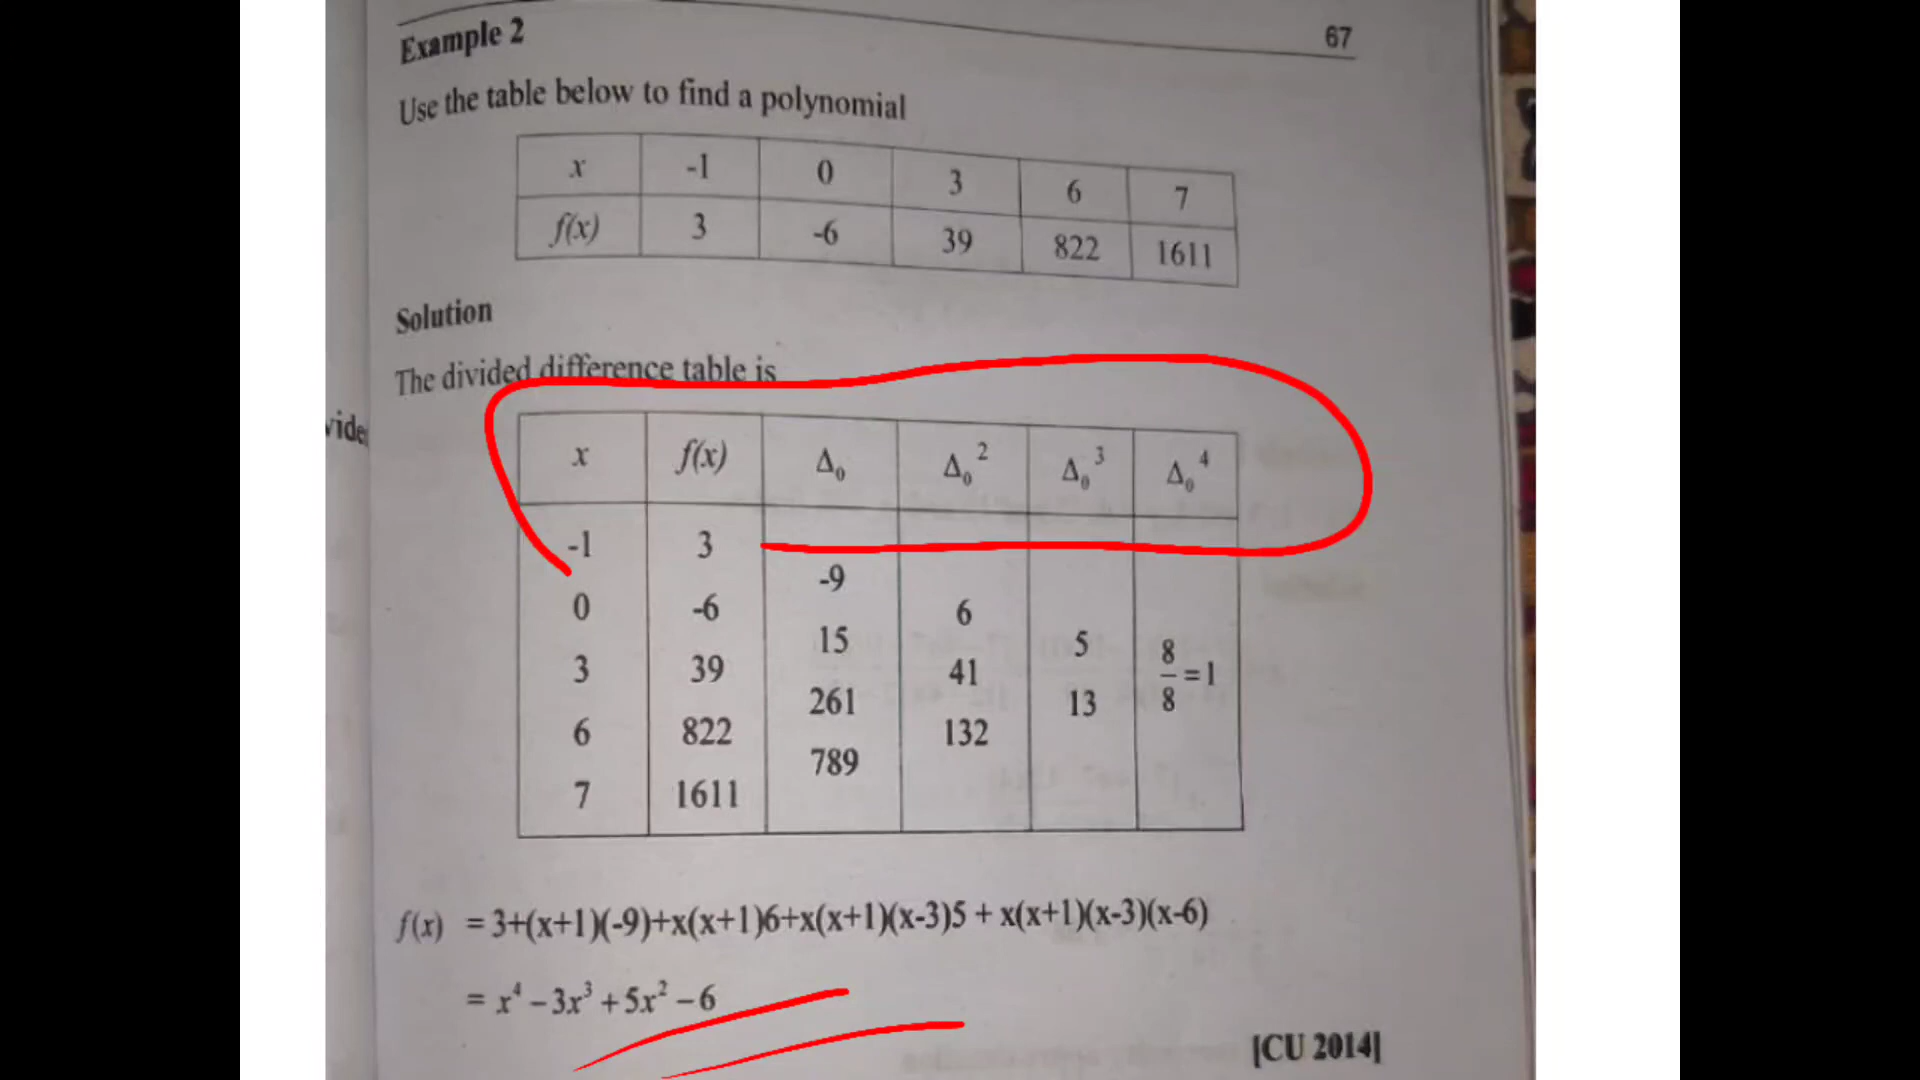 67
Example 2
Use the table below to find a polynomial
x -1 0 3 6 7
f(x) 3 -6 39 822 1611
Solution
The divided difference table is
x f(x) Δ₀ Δ₀² Δ₀³ Δ₀⁴
-1 3
-9
0 -6 6
15 5
3 39 41 8/8 = 1
261 13
6 822 132
789
7 1611
f(x) = 3+(x+1)(-9)+x(x+1)6+x(x+1)(x-3)5 + x(x+1)(x-3)(x-6)
= x⁴ – 3x³ + 5x² – 6
[CU 2014]